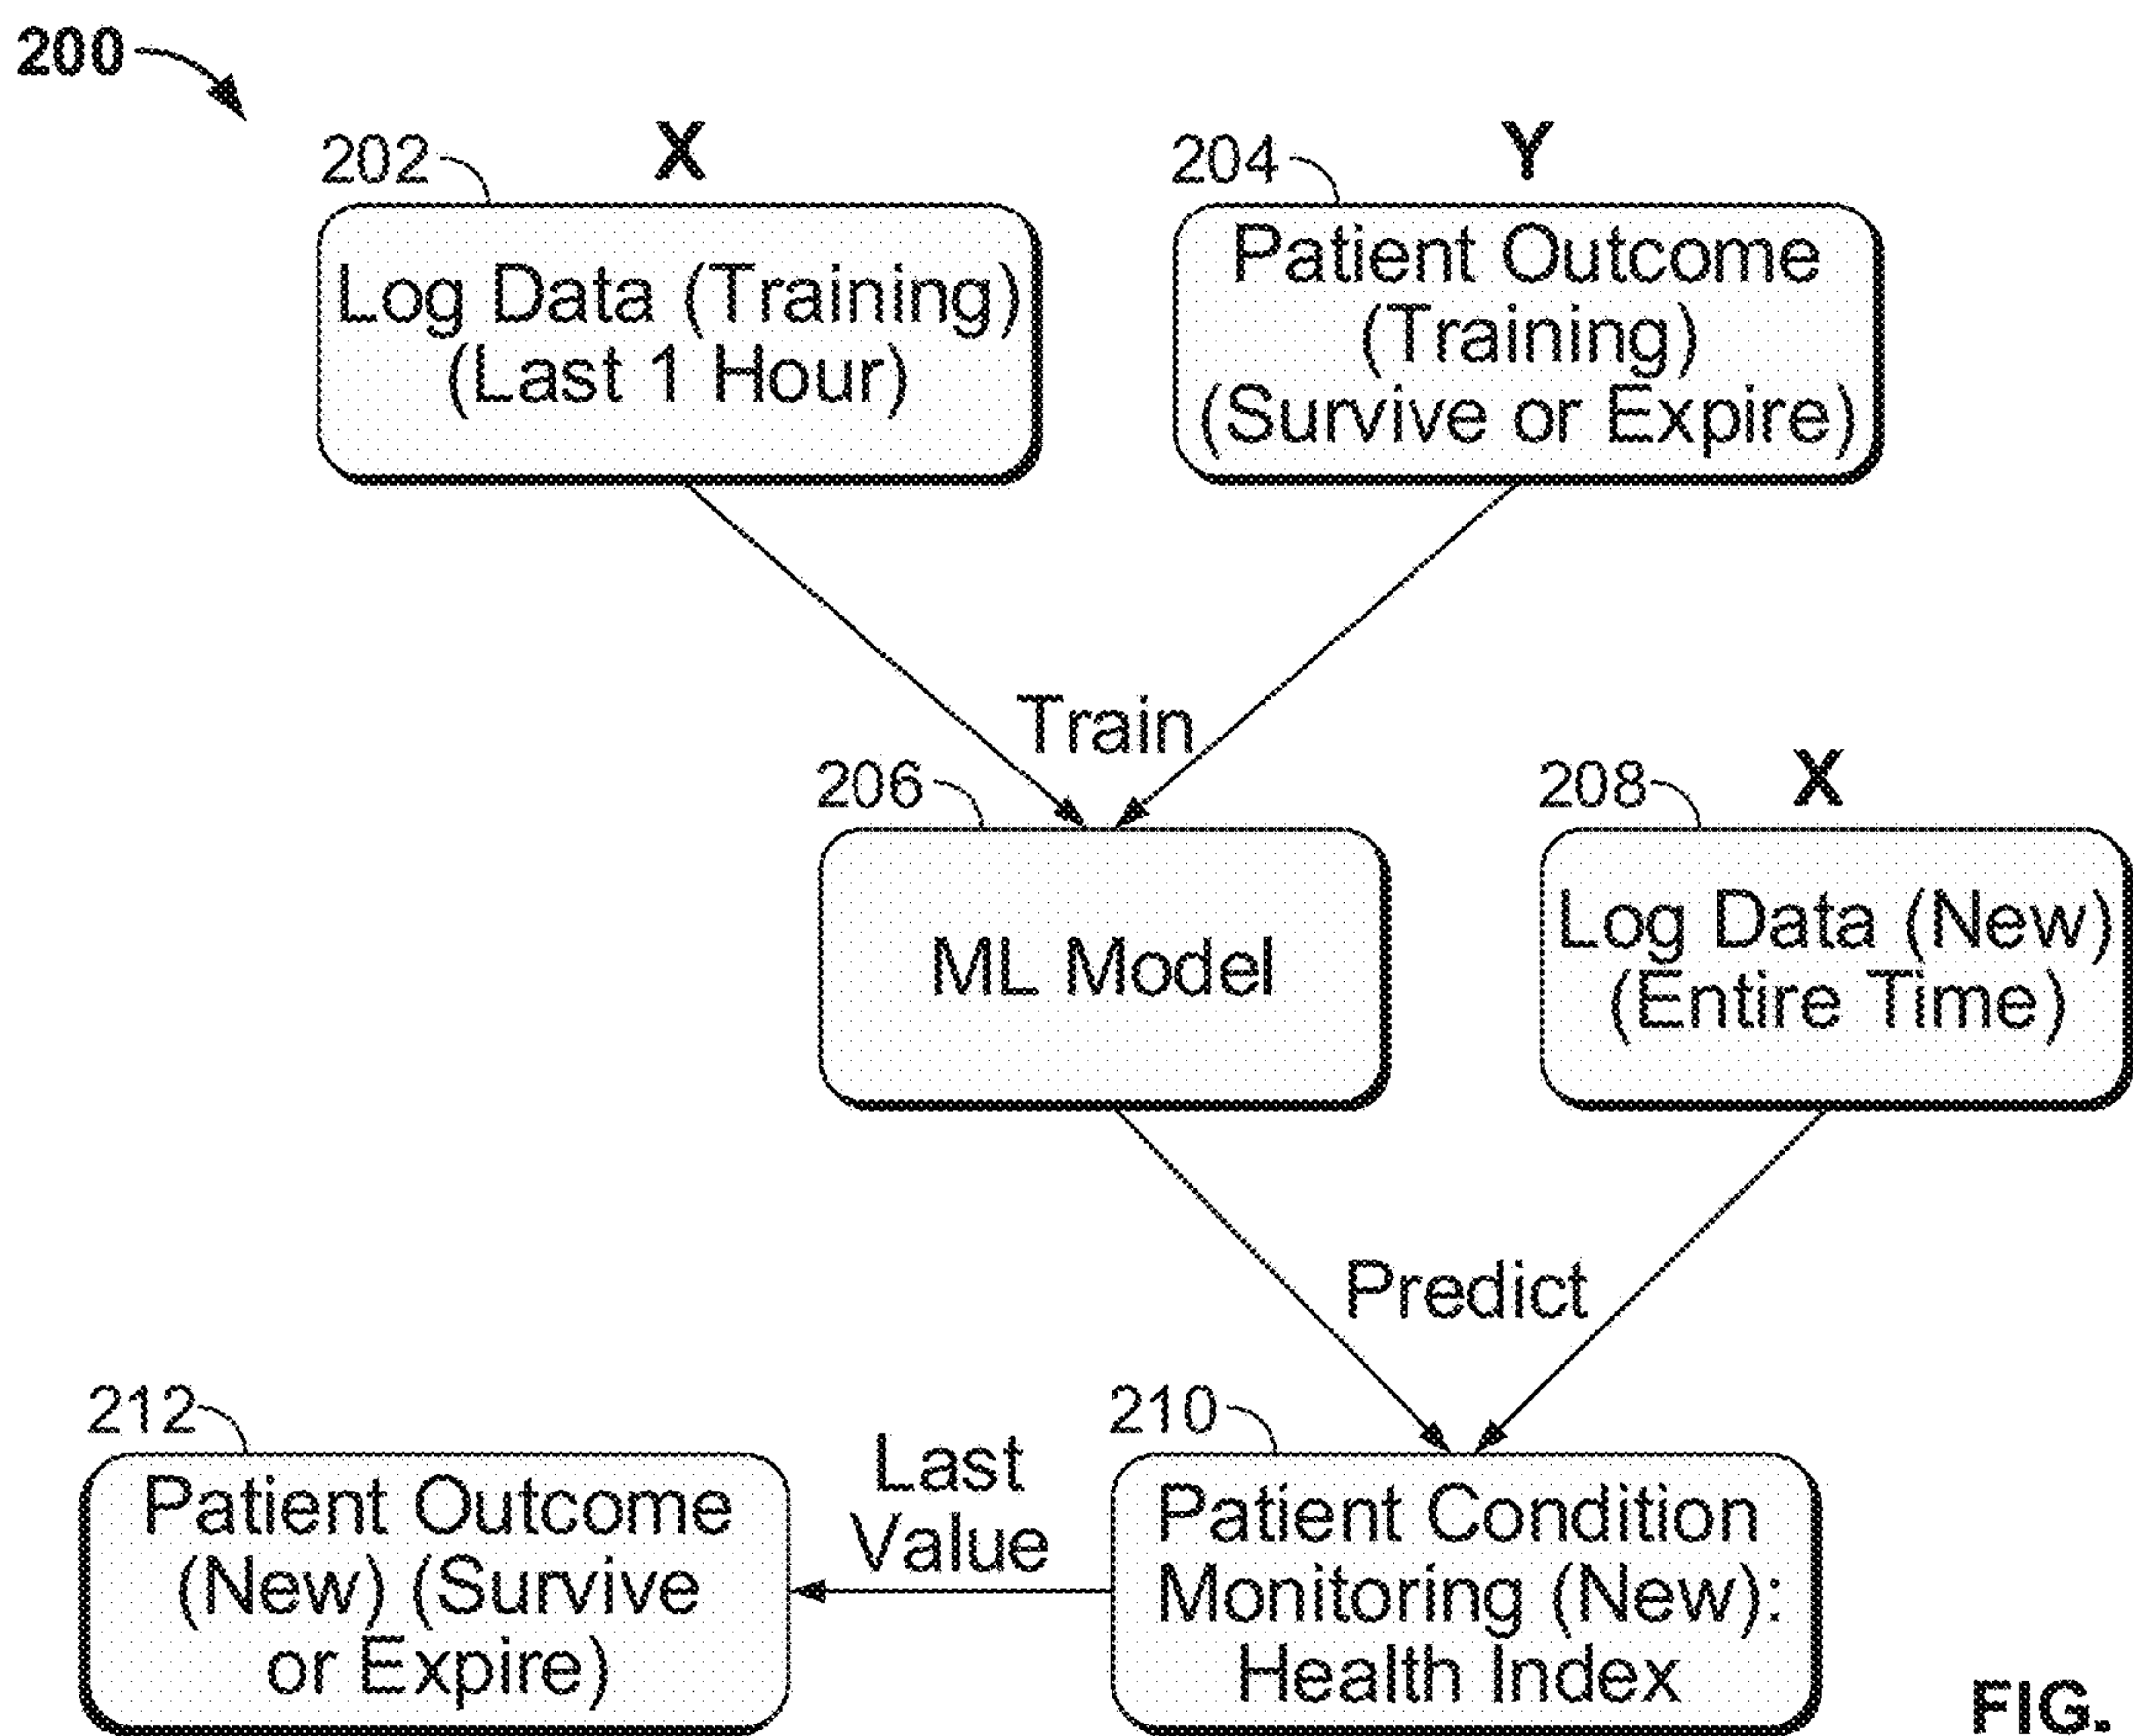 200
202
X
204
Y
Log Data (Training)
(Last 1 Hour)
Patient Outcome
(Training)
(Survive or Expire)
Train
206
208
X
ML Model
Log Data (New)
(Entire Time)
Predict
212
Last
Value
210
Patient Outcome
(New) (Survive
or Expire)
Patient Condition
Monitoring (New):
Health Index
FIG.